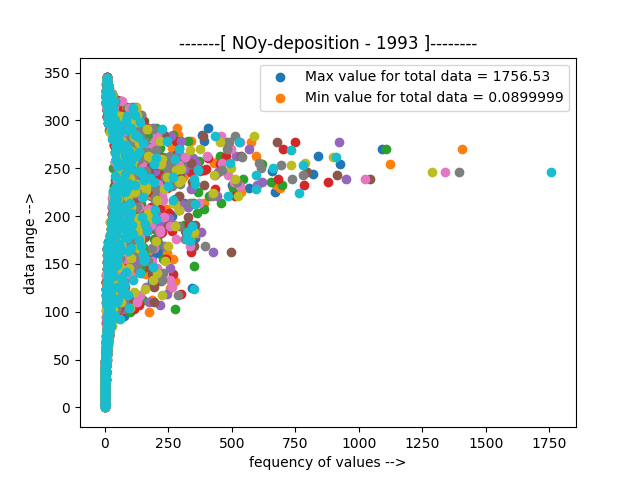 -------[ NOy-deposition - 1993 ]--------
Max value for total data = 1756.53
Min value for total data = 0.0899999
350
300
250
200
150
100
50
0
data range -->
0 250 500 750 1000 1250 1500 1750
fequency of values -->